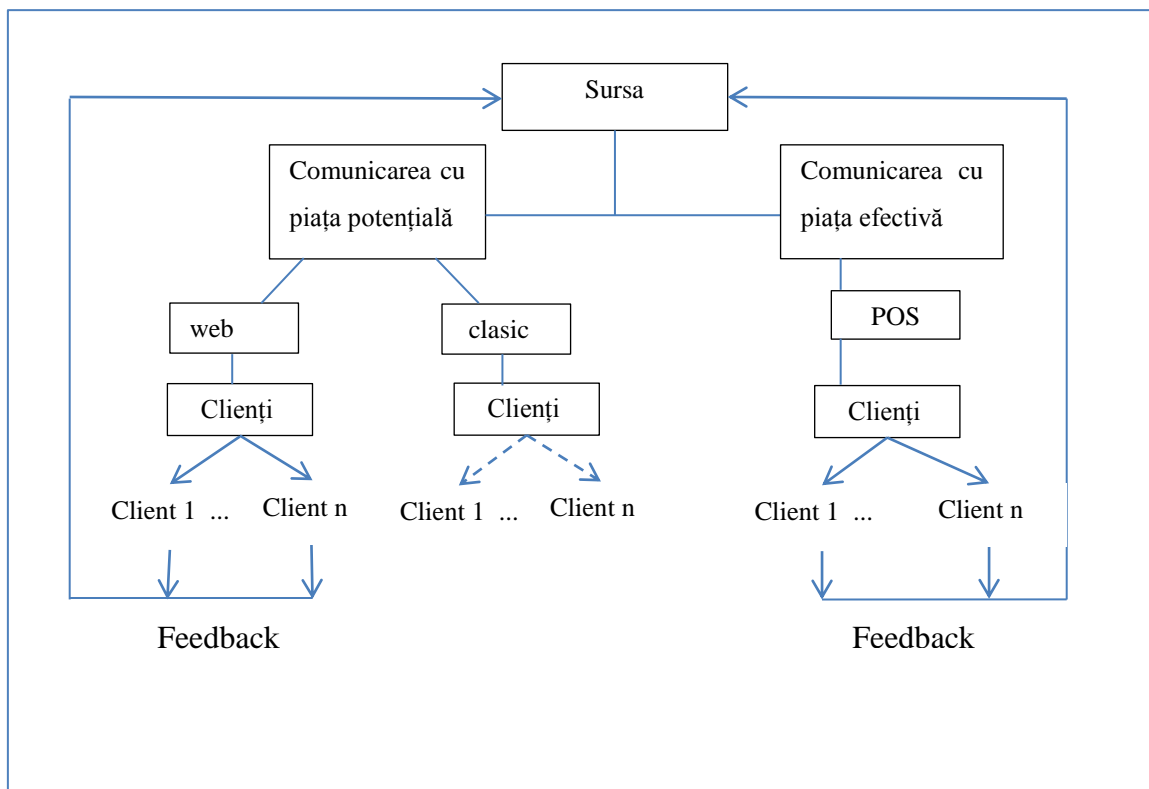 Sursa
Comunicarea cu
piața potențială
Comunicarea cu
piața efectivă
web
clasic
POS
Clienți
Clienți
Clienți
Client 1 ...
Client n
Client 1 ...
Client n
Client 1 ...
Client n
Feedback
Feedback